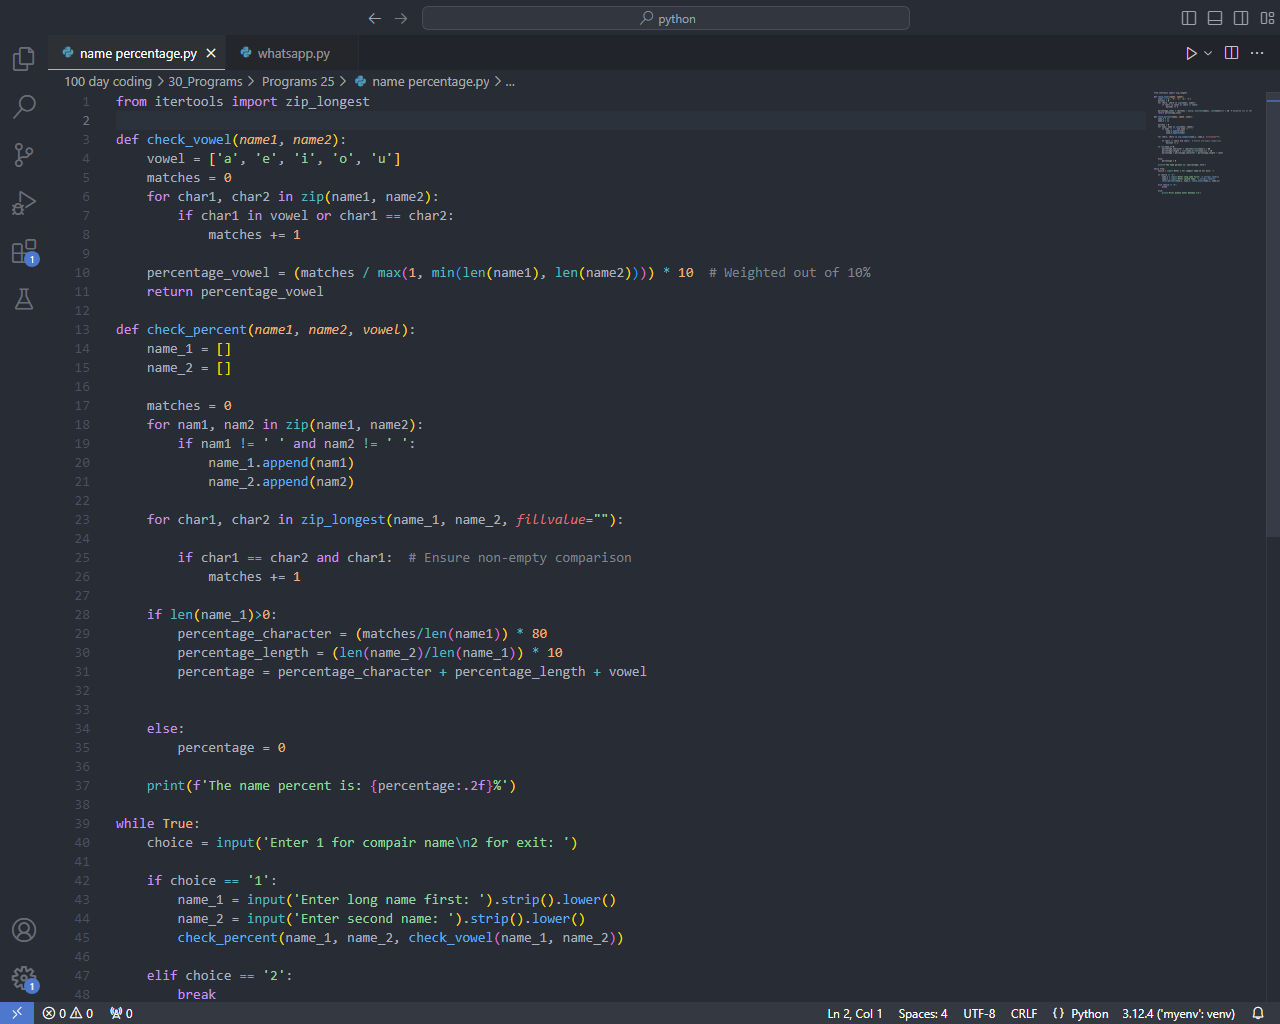 python
name percentage.py
whatsapp.py
100 day coding > 30_Programs > Programs 25 > name percentage.py > ...
1 from itertools import zip_longest
2
3 def check_vowel(name1, name2):
4 vowel = ['a', 'e', 'i', 'o', 'u']
5 matches = 0
6 for char1, char2 in zip(name1, name2):
7 if char1 in vowel or char1 == char2:
8 matches += 1
9
10 percentage_vowel = (matches / max(1, min(len(name1), len(name2)))) * 10  # Weighted out of 10%
11 return percentage_vowel
12
13 def check_percent(name1, name2, vowel):
14 name_1 = []
15 name_2 = []
16
17 matches = 0
18 for nam1, nam2 in zip(name1, name2):
19 if nam1 != ' ' and nam2 != ' ':
20 name_1.append(nam1)
21 name_2.append(nam2)
22
23 for char1, char2 in zip_longest(name_1, name_2, fillvalue=""):
24
25 if char1 == char2 and char1:  # Ensure non-empty comparison
26 matches += 1
27
28 if len(name_1)>0:
29 percentage_character = (matches/len(name1)) * 80
30 percentage_length = (len(name_2)/len(name_1)) * 10
31 percentage = percentage_character + percentage_length + vowel
32
33
34 else:
35 percentage = 0
36
37 print(f'The name percent is: {percentage:.2f}%')
38
39 while True:
40 choice = input('Enter 1 for compair name\n2 for exit: ')
41
42 if choice == '1':
43 name_1 = input('Enter long name first: ').strip().lower()
44 name_2 = input('Enter second name: ').strip().lower()
45 check_percent(name_1, name_2, check_vowel(name_1, name_2))
46
47 elif choice == '2':
48 break
1
1
0 0 0 Ln 2, Col 1 Spaces: 4 UTF-8 CRLF {} Python 3.12.4 ('myenv': venv)